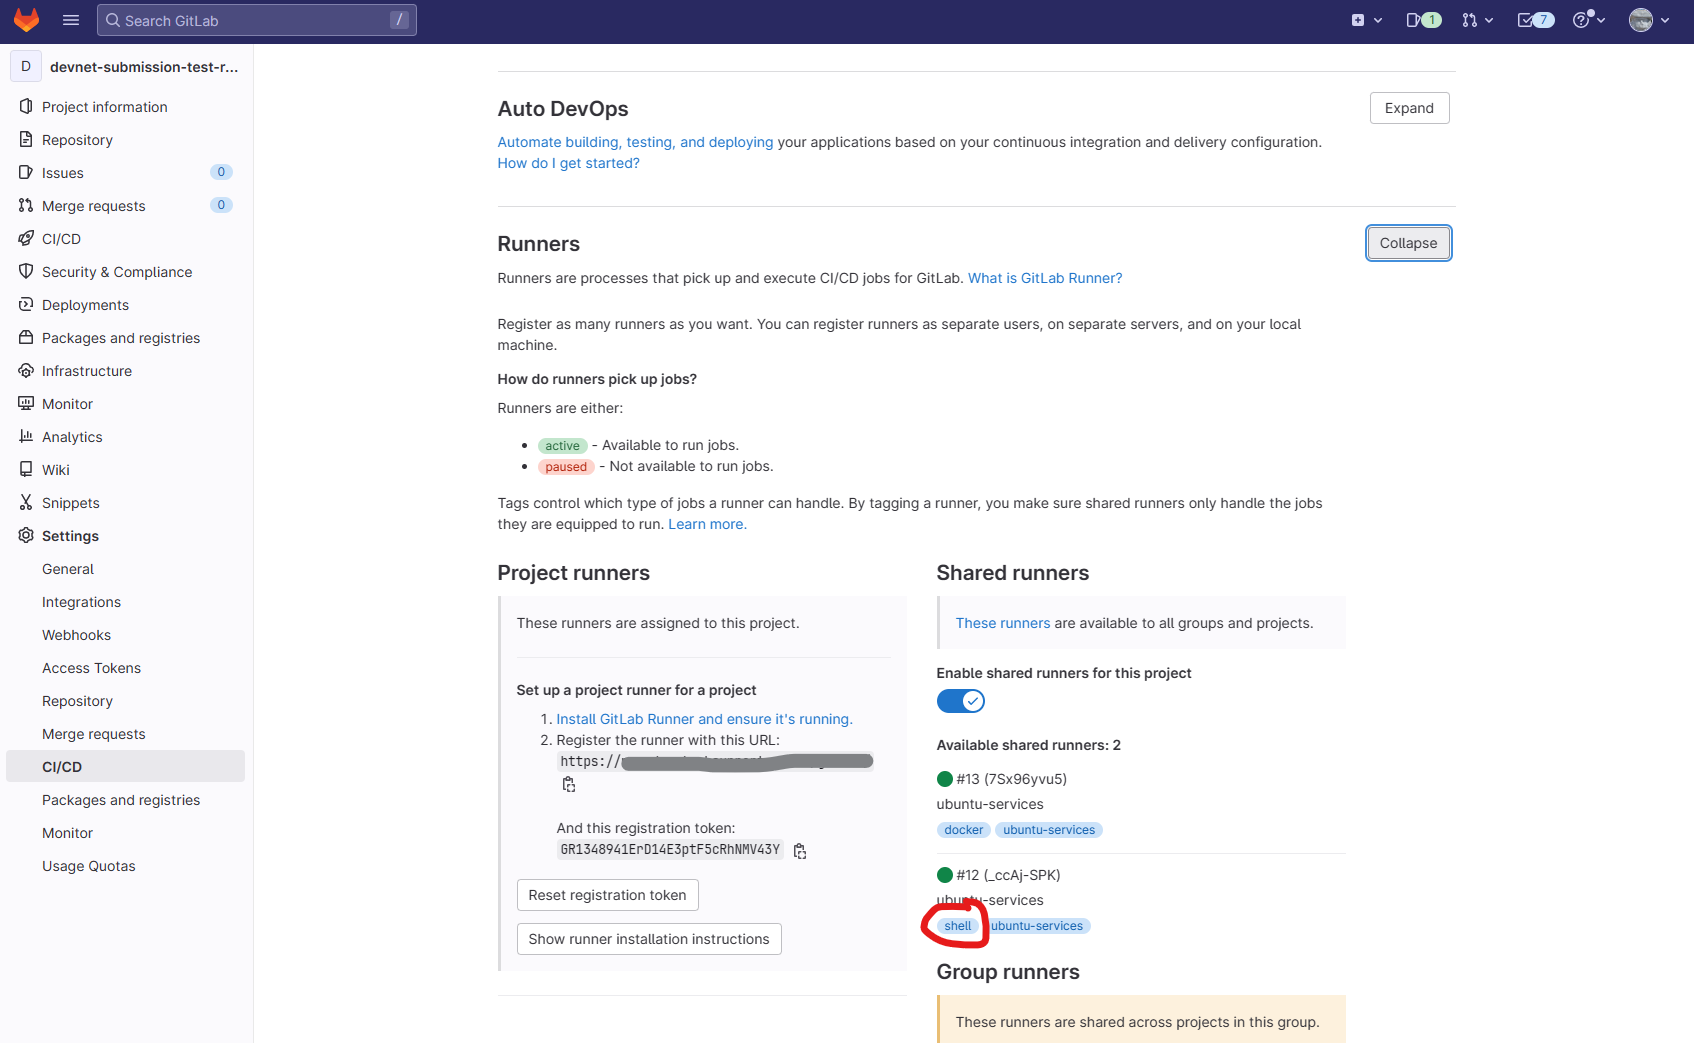 Search GitLab /
1
7
D devnet-submission-test-r...
Project information
Repository
Issues 0
Merge requests 0
CI/CD
Security & Compliance
Deployments
Packages and registries
Infrastructure
Monitor
Analytics
Wiki
Snippets
Settings
General
Integrations
Webhooks
Access Tokens
Repository
Merge requests
CI/CD
Packages and registries
Monitor
Usage Quotas
Auto DevOps
Expand
Automate building, testing, and deploying your applications based on your continuous integration and delivery configuration.
How do I get started?
Runners
Collapse
Runners are processes that pick up and execute CI/CD jobs for GitLab. What is GitLab Runner?
Register as many runners as you want. You can register runners as separate users, on separate servers, and on your local
machine.
How do runners pick up jobs?
Runners are either:
active - Available to run jobs.
paused - Not available to run jobs.
Tags control which type of jobs a runner can handle. By tagging a runner, you make sure shared runners only handle the jobs
they are equipped to run. Learn more.
Project runners
These runners are assigned to this project.
Set up a project runner for a project
1. Install GitLab Runner and ensure it's running.
2. Register the runner with this URL:
https://
And this registration token:
GR1348941ErD14E3ptF5cRhNMV43Y
Reset registration token
Show runner installation instructions
Shared runners
These runners are available to all groups and projects.
Enable shared runners for this project
Available shared runners: 2
#13 (7Sx96yvu5)
ubuntu-services
docker ubuntu-services
#12 (_ccAj-SPK)
ubuntu-services
shell ubuntu-services
Group runners
These runners are shared across projects in this group.